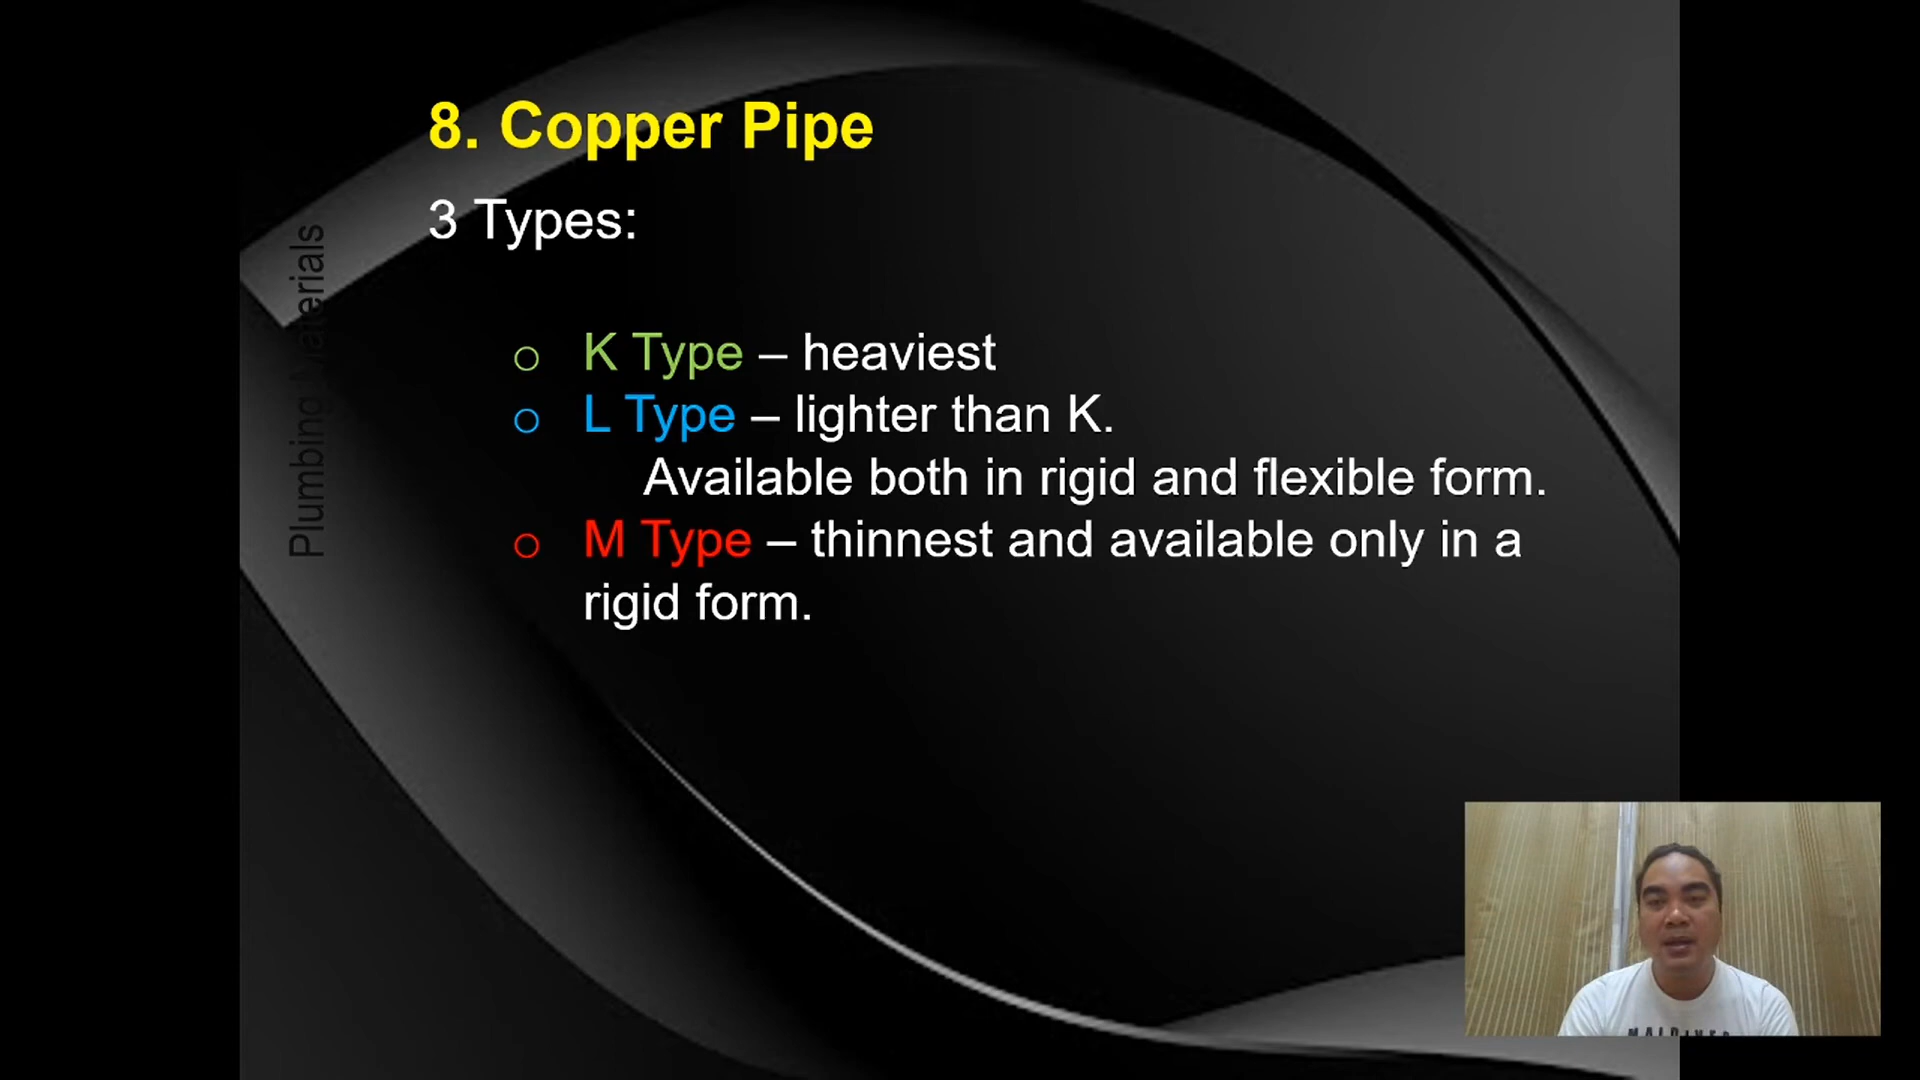 8. Copper Pipe
3 Types:
Plumbing Materials
o K Type – heaviest
o L Type – lighter than K.
Available both in rigid and flexible form.
o M Type – thinnest and available only in a
rigid form.